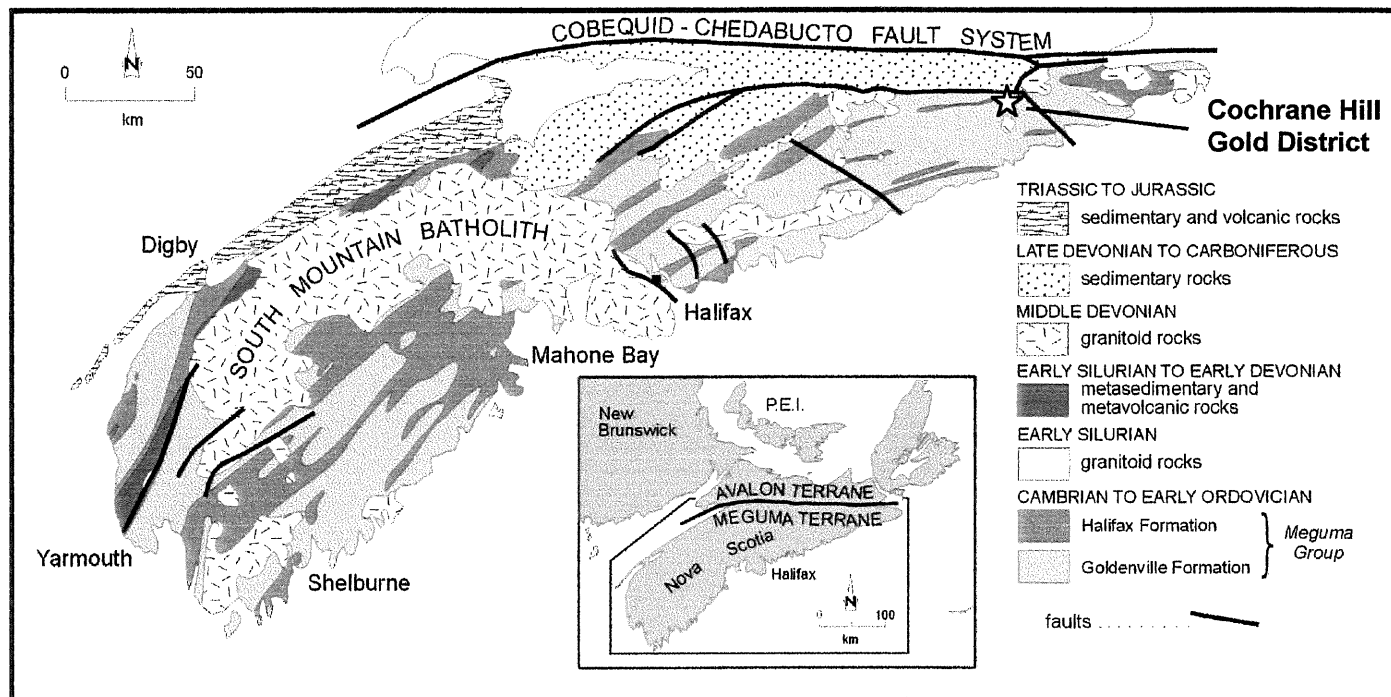 COBEQUID - CHEDABUCTO FAULT SYSTEM
N
0 50
km
Cochrane Hill
Gold District
Digby
SOUTH MOUNTAIN BATHOLITH
Halifax
Mahone Bay
Yarmouth
Shelburne
TRIASSIC TO JURASSIC
sedimentary and volcanic rocks
LATE DEVONIAN TO CARBONIFEROUS
sedimentary rocks
MIDDLE DEVONIAN
granitoid rocks
EARLY SILURIAN TO EARLY DEVONIAN
metasedimentary and
metavolcanic rocks
EARLY SILURIAN
granitoid rocks
CAMBRIAN TO EARLY ORDOVICIAN
Halifax Formation
Goldenville Formation
Meguma
Group
faults ..........
New
Brunswick
P.E.I.
AVALON TERRANE
MEGUMA TERRANE
Nova Scotia
Halifax
N
0 100
km